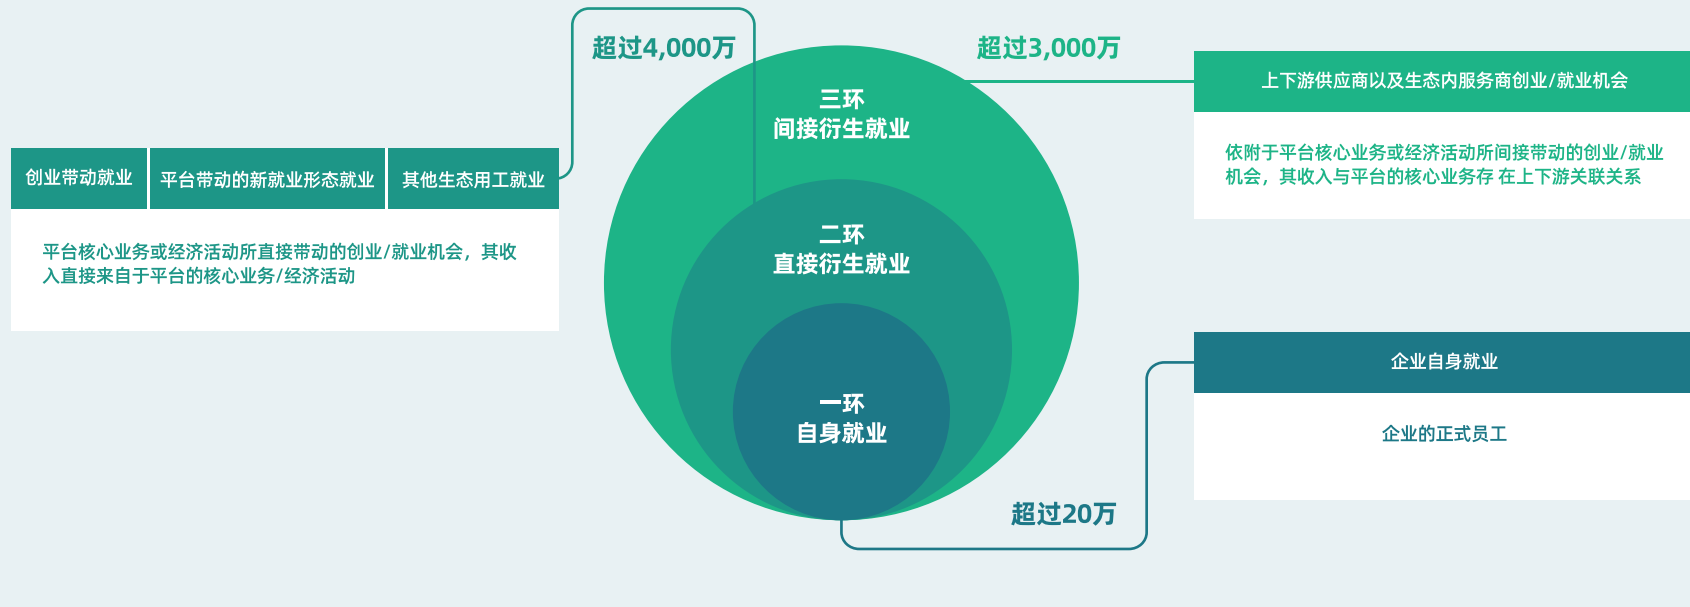 超过4,000万
超过3,000万
三环
间接衍生就业
上下游供应商以及生态内服务商创业/就业机会
依附于平台核心业务或经济活动所间接带动的创业/就业
机会，其收入与平台的核心业务存 在上下游关联关系
创业带动就业
平台带动的新就业形态就业
其他生态用工就业
平台核心业务或经济活动所直接带动的创业/就业机会，其收
入直接来自于平台的核心业务/经济活动
二环
直接衍生就业
一环
自身就业
企业自身就业
企业的正式员工
超过20万